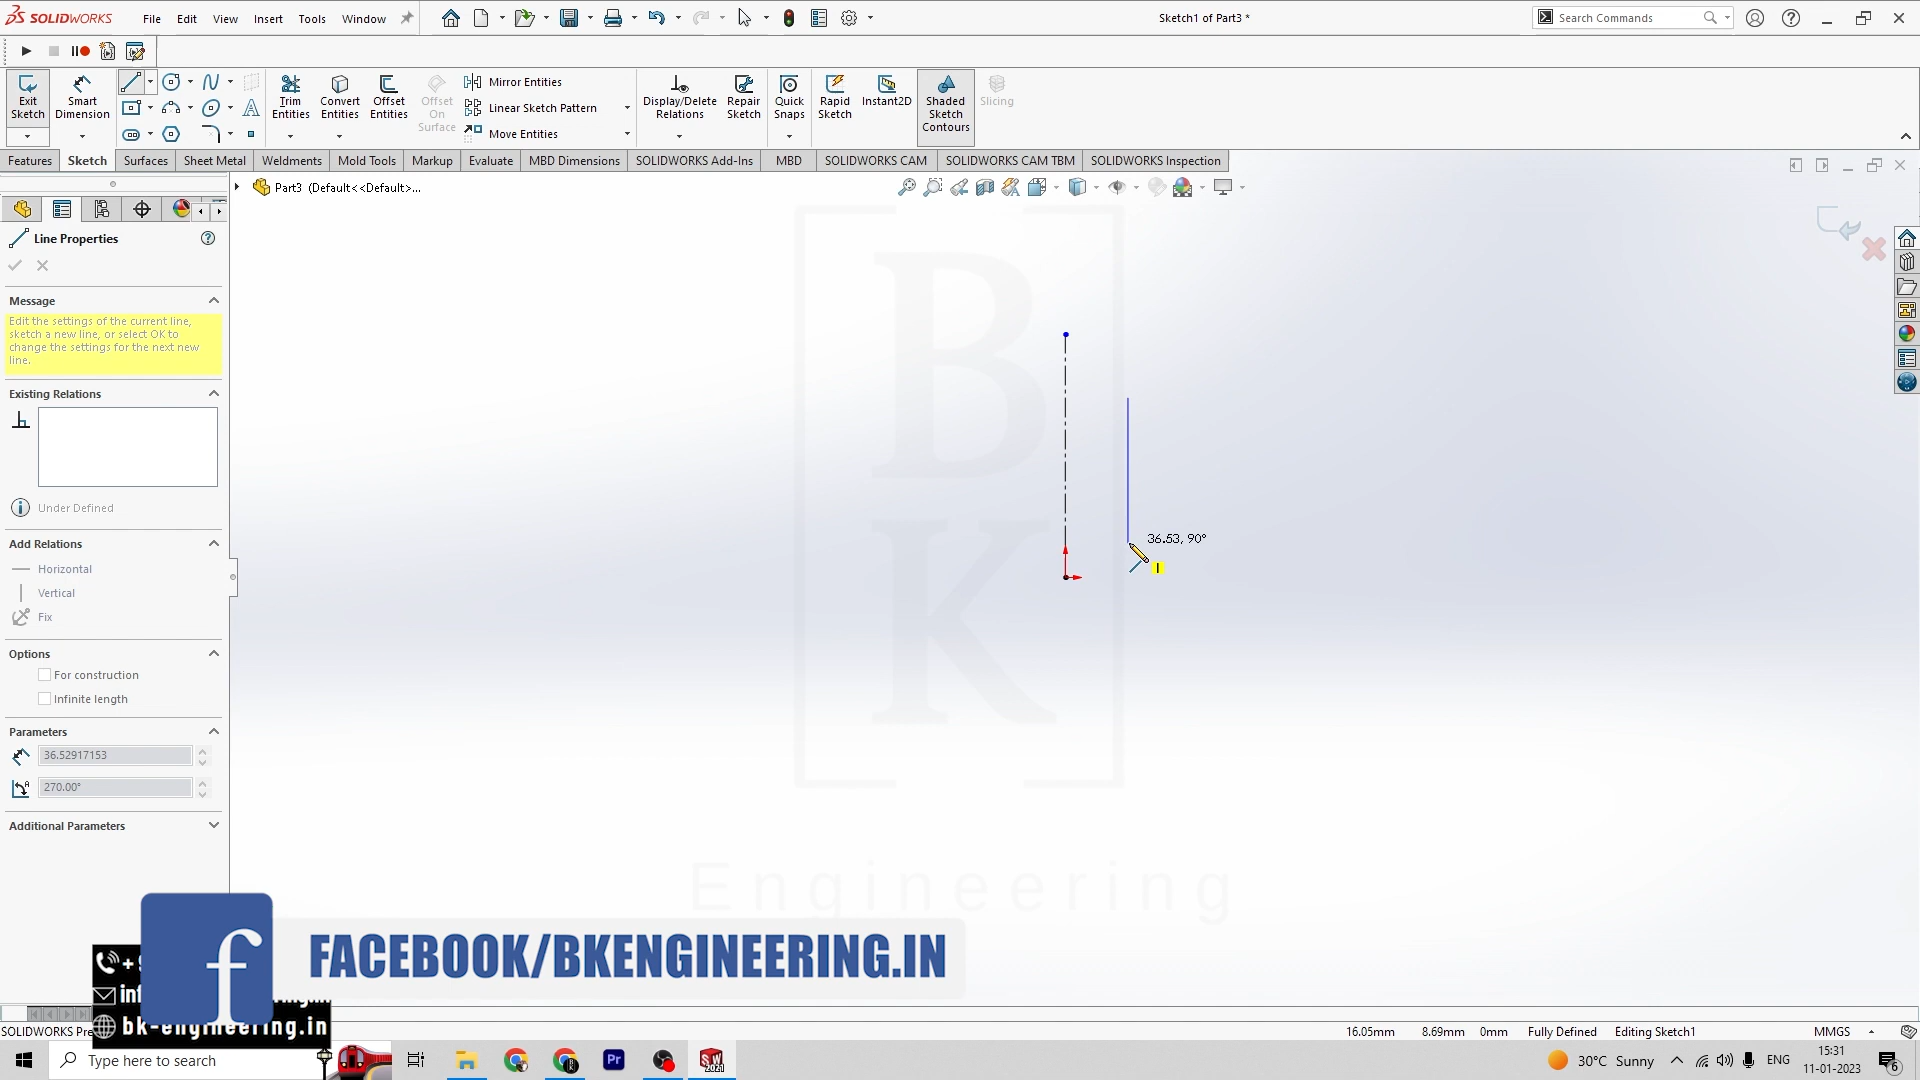 SOLIDWORKS
File Edit View Insert Tools Window
Sketch1 of Part3 *
Search Commands
Exit Sketch
Smart Dimension
Trim Entities
Convert Entities
Offset Entities
Offset On Surface
Mirror Entities
Linear Sketch Pattern
Move Entities
Display/Delete Relations
Repair Sketch
Quick Snaps
Rapid Sketch
Instant2D
Shaded Sketch Contours
Slicing
Features Sketch Surfaces Sheet Metal Weldments Mold Tools Markup Evaluate MBD Dimensions SOLIDWORKS Add-Ins MBD SOLIDWORKS CAM SOLIDWORKS CAM TBM SOLIDWORKS Inspection
Part3 (Default<<Default>...
Line Properties
Message
Edit the settings of the current line,
sketch a new line, or select OK to
change the settings for the next new
line.
Existing Relations
Under Defined
Add Relations
Horizontal
Vertical
Fix
Options
For construction
Infinite length
Parameters
36.52917153
270.00°
Additional Parameters
36.53, 90°
B
K
Engineering
f
FACEBOOK/BKENGINEERING.IN
bk-engineering.in
SOLIDWORKS
16.05mm 8.69mm 0mm Fully Defined Editing Sketch1 MMGS
Type here to search
Pr
SW
2021
30°C Sunny
ENG
15:31
11-01-2023
6